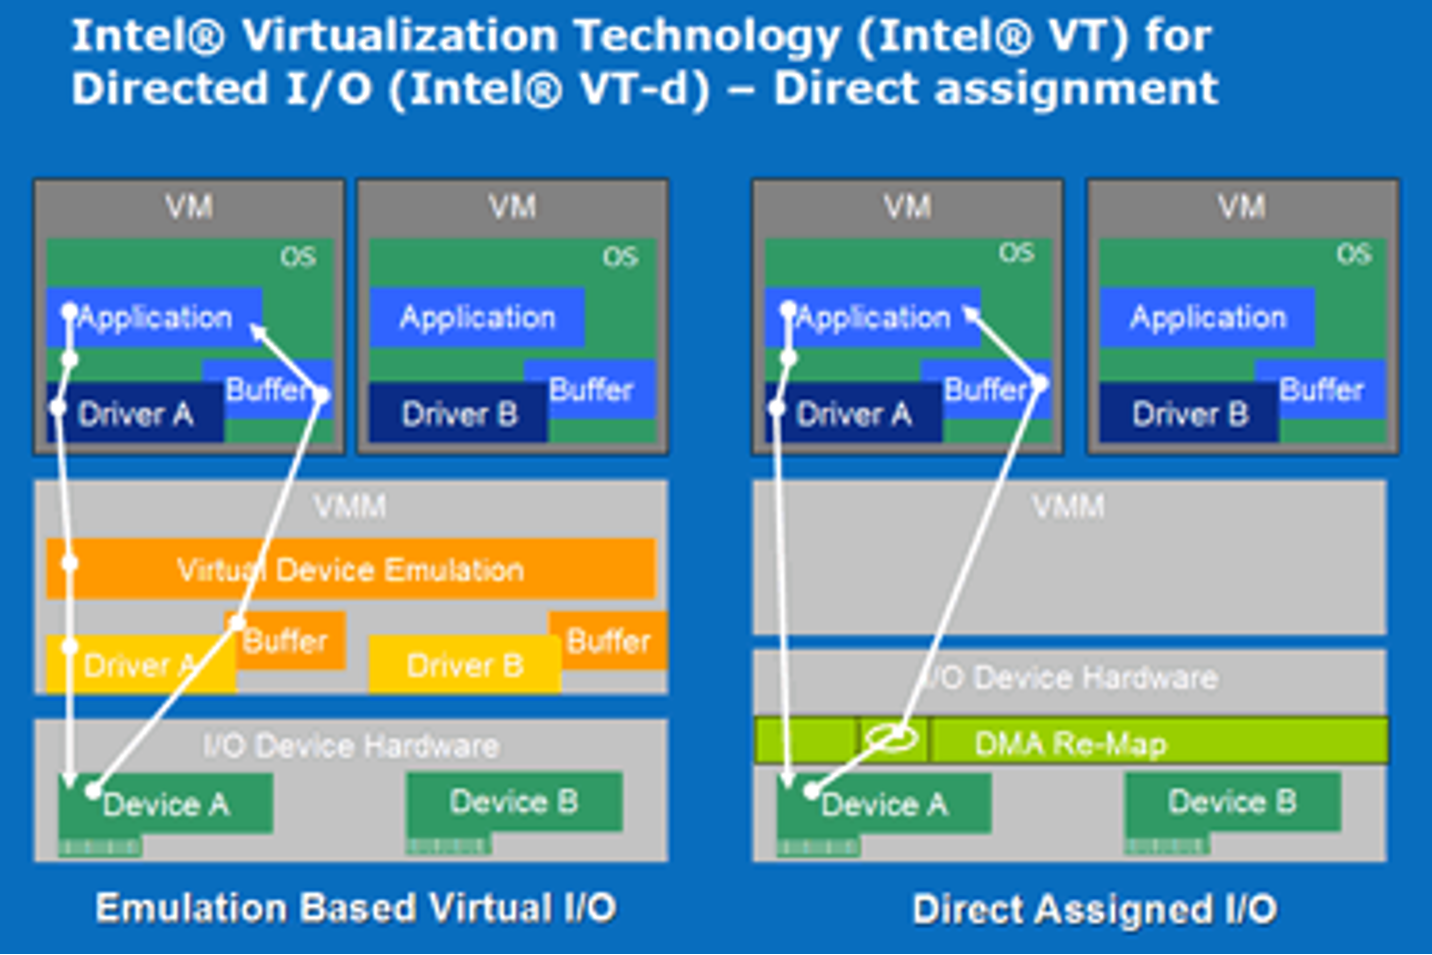 Intel® Virtualization Technology (Intel® VT) for
Directed I/O (Intel® VT-d) – Direct assignment
VM
OS
Application
Buffer
Driver A
VM
OS
Application
Buffer
Driver B
VMM
Virtual Device Emulation
Buffer
Driver A
Buffer
Driver B
I/O Device Hardware
Device A
Device B
Emulation Based Virtual I/O
VM
OS
Application
Buffer
Driver A
VM
OS
Application
Buffer
Driver B
VMM
I/O Device Hardware
DMA Re-Map
Device A
Device B
Direct Assigned I/O